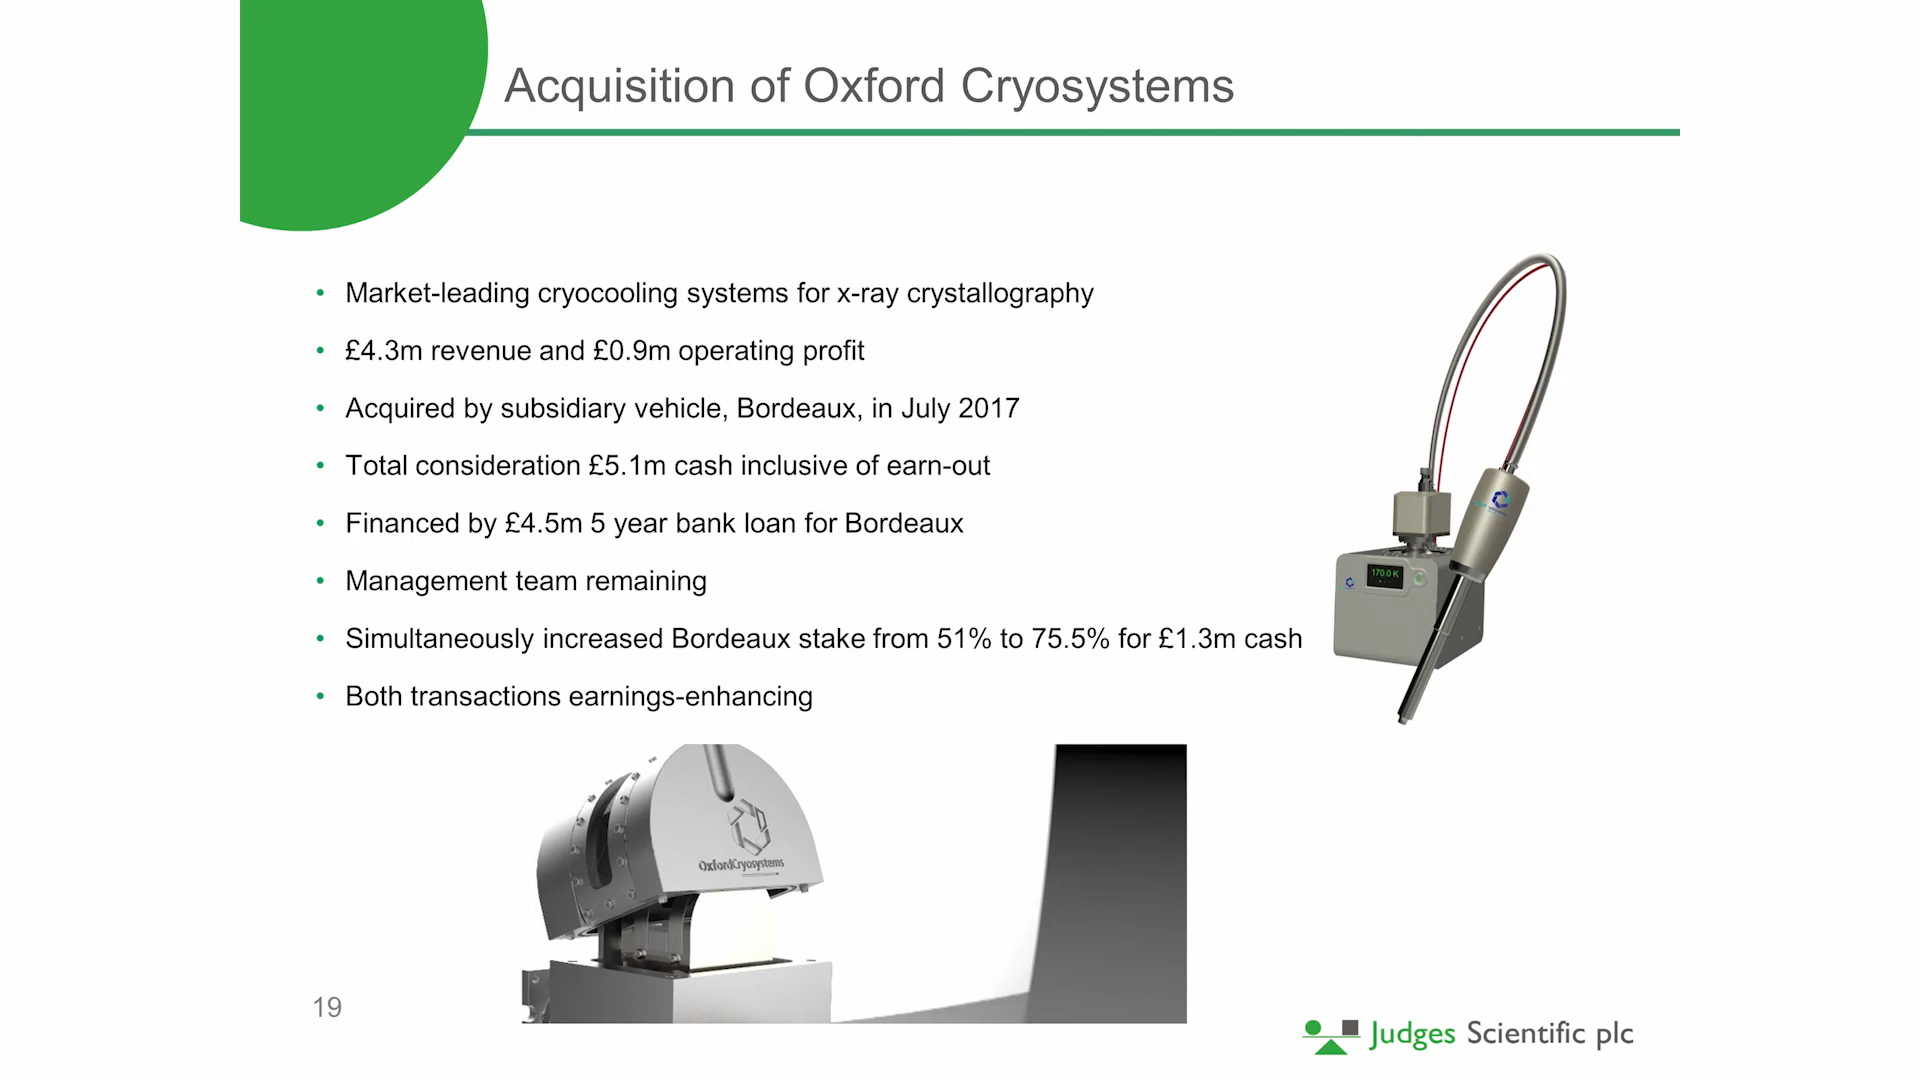 Acquisition of Oxford Cryosystems
• Market-leading cryocooling systems for x-ray crystallography
• £4.3m revenue and £0.9m operating profit
• Acquired by subsidiary vehicle, Bordeaux, in July 2017
• Total consideration £5.1m cash inclusive of earn-out
• Financed by £4.5m 5 year bank loan for Bordeaux
• Management team remaining
• Simultaneously increased Bordeaux stake from 51% to 75.5% for £1.3m cash
• Both transactions earnings-enhancing
170.0 K
OxfordCryosystems
19
Judges Scientific plc